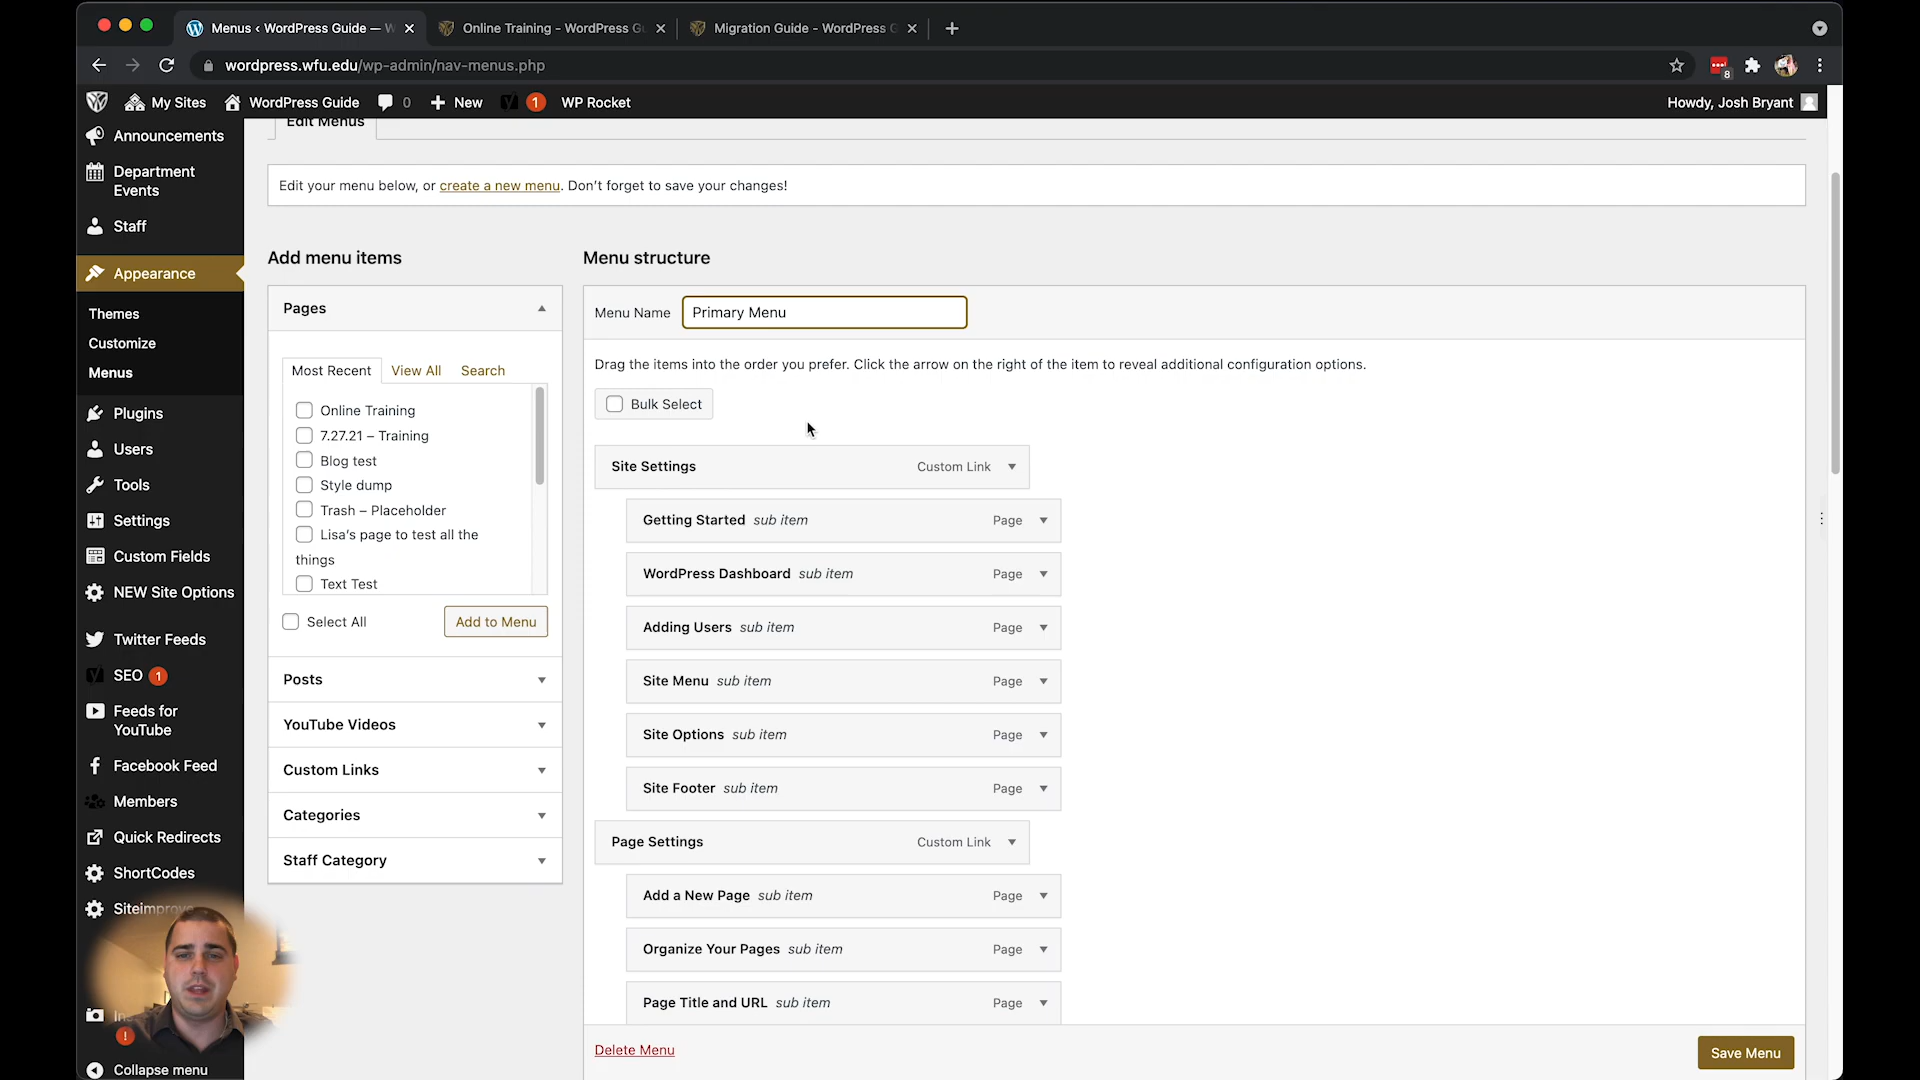 Menus ‹ WordPress Guide — W
Online Training - WordPress Gu
Migration Guide - WordPress G
wordpress.wfu.edu/wp-admin/nav-menus.php
8
My Sites
WordPress Guide
0
New
1
WP Rocket
Howdy, Josh Bryant
Announcements
Department
Events
Staff
Appearance
Themes
Customize
Menus
Plugins
Users
Tools
Settings
Custom Fields
NEW Site Options
Twitter Feeds
SEO 1
Feeds for
YouTube
Facebook Feed
Members
Quick Redirects
ShortCodes
Siteimprove
In
!
Collapse menu
Edit Menus
Edit your menu below, or create a new menu. Don't forget to save your changes!
Add menu items
Pages
Most Recent
View All
Search
Online Training
7.27.21 – Training
Blog test
Style dump
Trash – Placeholder
Lisa's page to test all the
things
Text Test
Select All
Add to Menu
Posts
YouTube Videos
Custom Links
Categories
Staff Category
Menu structure
Menu Name
Primary Menu
Drag the items into the order you prefer. Click the arrow on the right of the item to reveal additional configuration options.
Bulk Select
Site Settings Custom Link
Getting Started sub item Page
WordPress Dashboard sub item Page
Adding Users sub item Page
Site Menu sub item Page
Site Options sub item Page
Site Footer sub item Page
Page Settings Custom Link
Add a New Page sub item Page
Organize Your Pages sub item Page
Page Title and URL sub item Page
Delete Menu
Save Menu